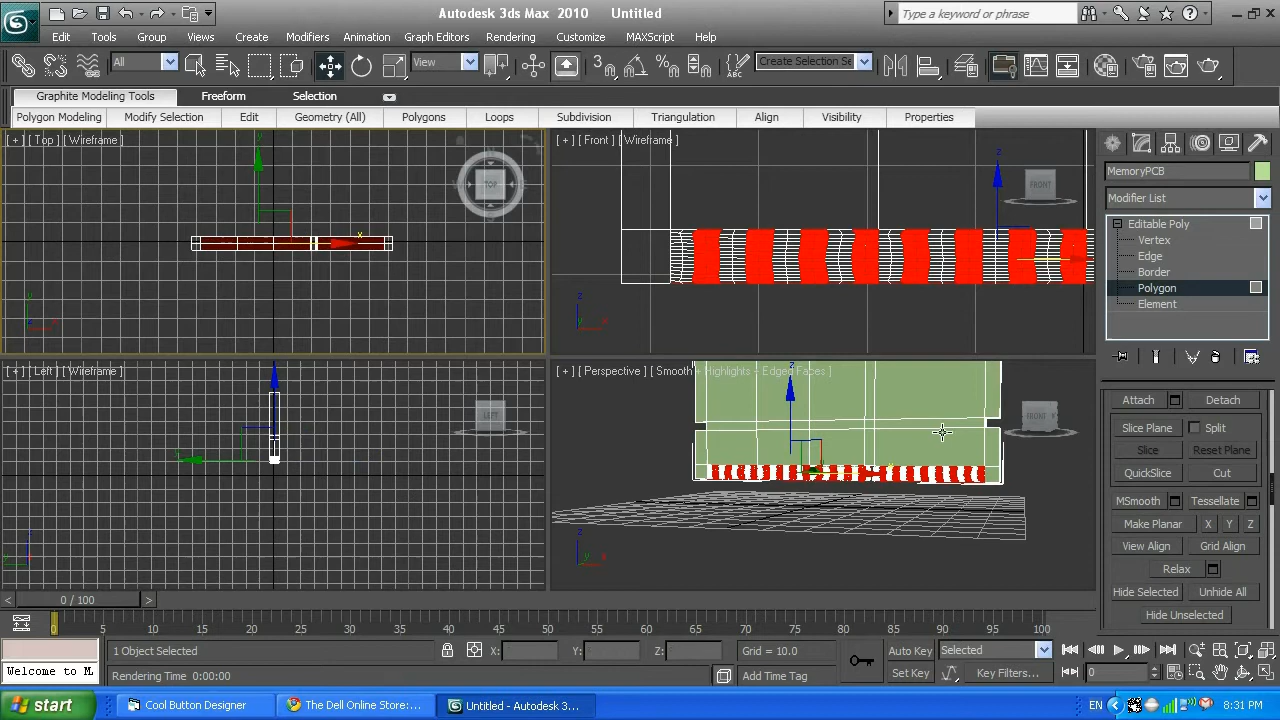 Autodesk 3ds Max 2010 Untitled
Type a keyword or phrase
Edit Tools Group Views Create Modifiers Animation Graph Editors Rendering Customize MAXScript Help
All View Create Selection Se
Graphite Modeling Tools Freeform Selection
Polygon Modeling Modify Selection Edit Geometry (All) Polygons Loops Subdivision Triangulation Align Visibility Properties
[ + ] [ Top ] [ Wireframe ]
TOP
[ + ] [ Front ] [ Wireframe ]
FRONT
MemoryPCB
Modifier List
Editable Poly
Vertex
Edge
Border
Polygon
Element
[ + ] [ Left ] [ Wireframe ]
LEFT
[ + ] [ Perspective ] [ Smooth + Highlights + Edged Faces ]
FRONT
Attach Detach
Slice Plane Split
Slice Reset Plane
QuickSlice Cut
MSmooth Tessellate
Make Planar X Y Z
View Align Grid Align
Relax
Hide Selected Unhide All
Hide Unselected
0 / 100
0 5 10 15 20 25 30 35 40 45 50 55 60 65 70 75 80 85 90 95 100
1 Object Selected X: Y: Z: Grid = 10.0 Auto Key Selected
Welcome to M Rendering Time 0:00:00 Add Time Tag Set Key Key Filters... 0
start Cool Button Designer The Dell Online Store:... Untitled - Autodesk 3... EN 8:31 PM